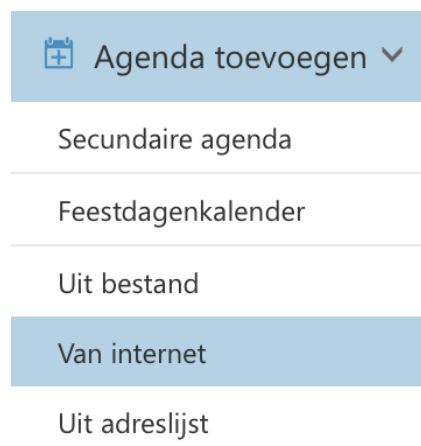 Agenda toevoegen
Secundaire agenda
Feestdagenkalender
Uit bestand
Van internet
Uit adreslijst